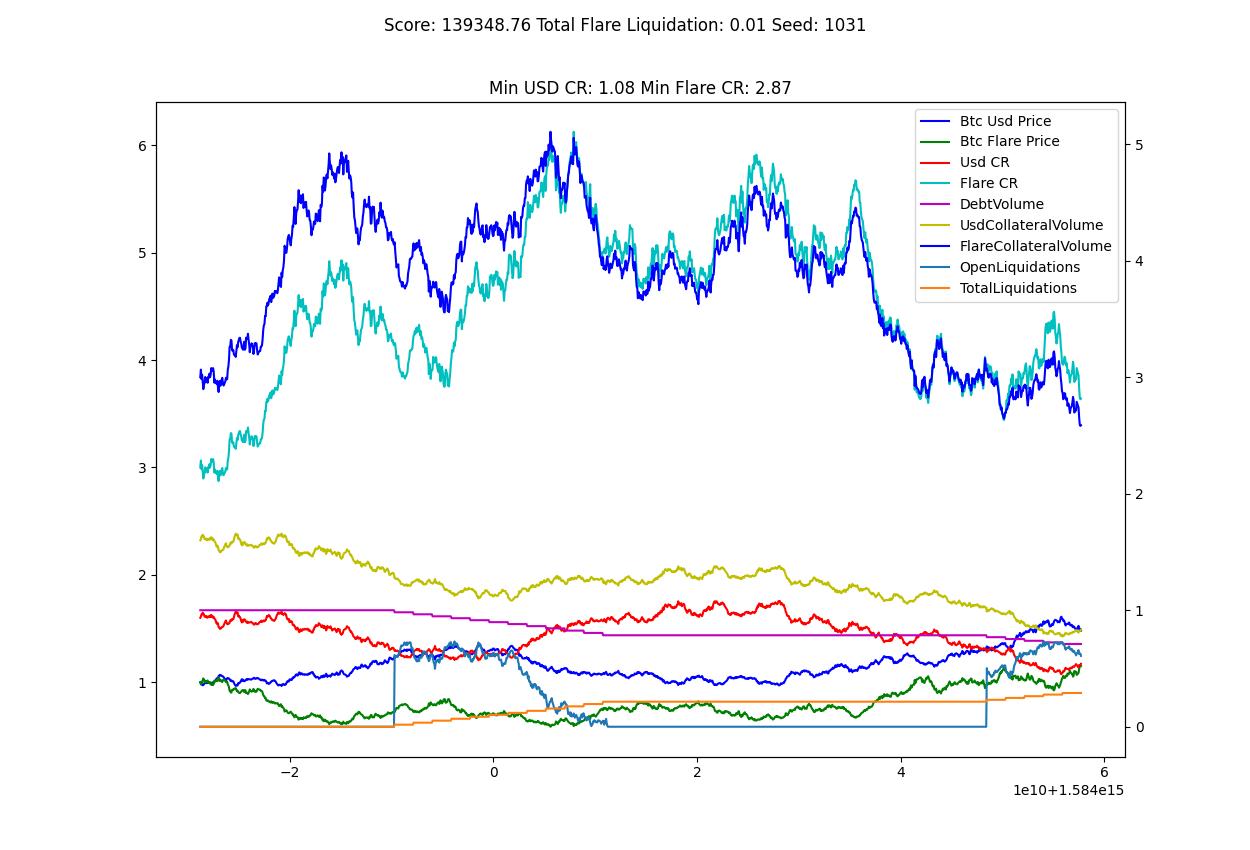 Score: 139348.76 Total Flare Liquidation: 0.01 Seed: 1031
Min USD CR: 1.08 Min Flare CR: 2.87
Btc Usd Price
Btc Flare Price
Usd CR
Flare CR
DebtVolume
UsdCollateralVolume
FlareCollateralVolume
OpenLiquidations
TotalLiquidations
6
5
4
3
2
1
5
4
3
2
1
0
−2
0
2
4
6
1e10+1.584e15